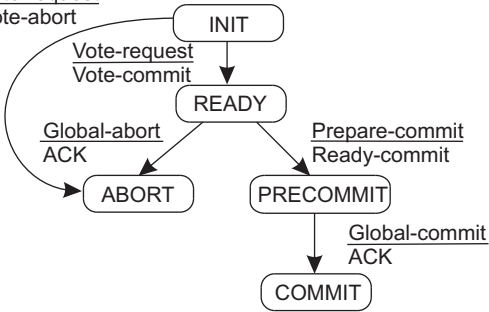 INIT
ote-abort
Vote-request
Vote-commit
READY
Global-abort
ACK
Prepare-commit
Ready-commit
ABORT
PRECOMMIT
Global-commit
ACK
COMMIT